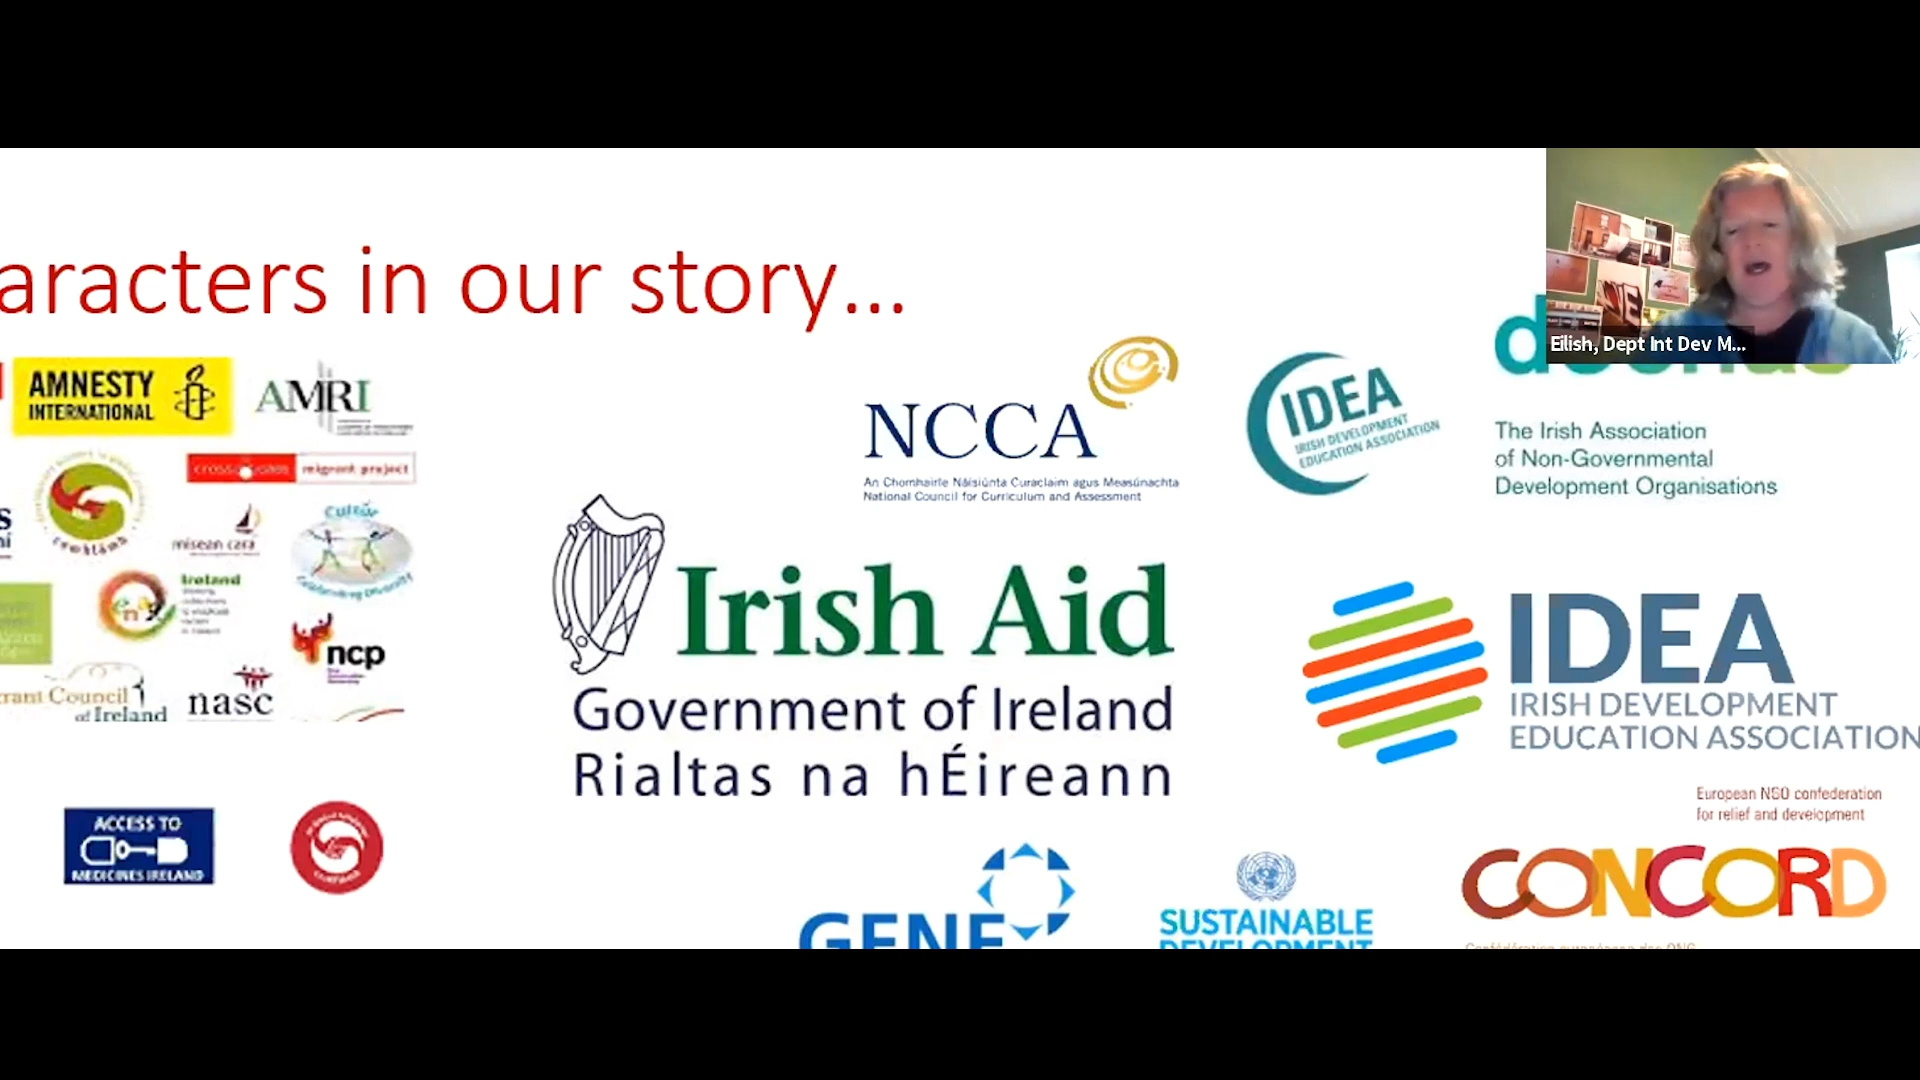 aracters in our story...
Eilish, Dept Int Dev M...
AMNESTY
INTERNATIONAL
AMRI
NCCA
An Chomhairle Náisiúnta Curaclaim agus Measúnachta
National Council for Curriculum and Assessment
IDEA
IRISH DEVELOPMENT
EDUCATION ASSOCIATION
The Irish Association
of Non-Governmental
Development Organisations
migrant project
misean cara
Ireland
ncp
rrant Council
of Ireland
nasc
Irish Aid
Government of Ireland
Rialtas na hÉireann
IDEA
IRISH DEVELOPMENT
EDUCATION ASSOCIATION
ACCESS TO
MEDICINES IRELAND
European NGO confederation
for relief and development
CONCORD
GENE
SUSTAINABLE
DEVELOPMENT